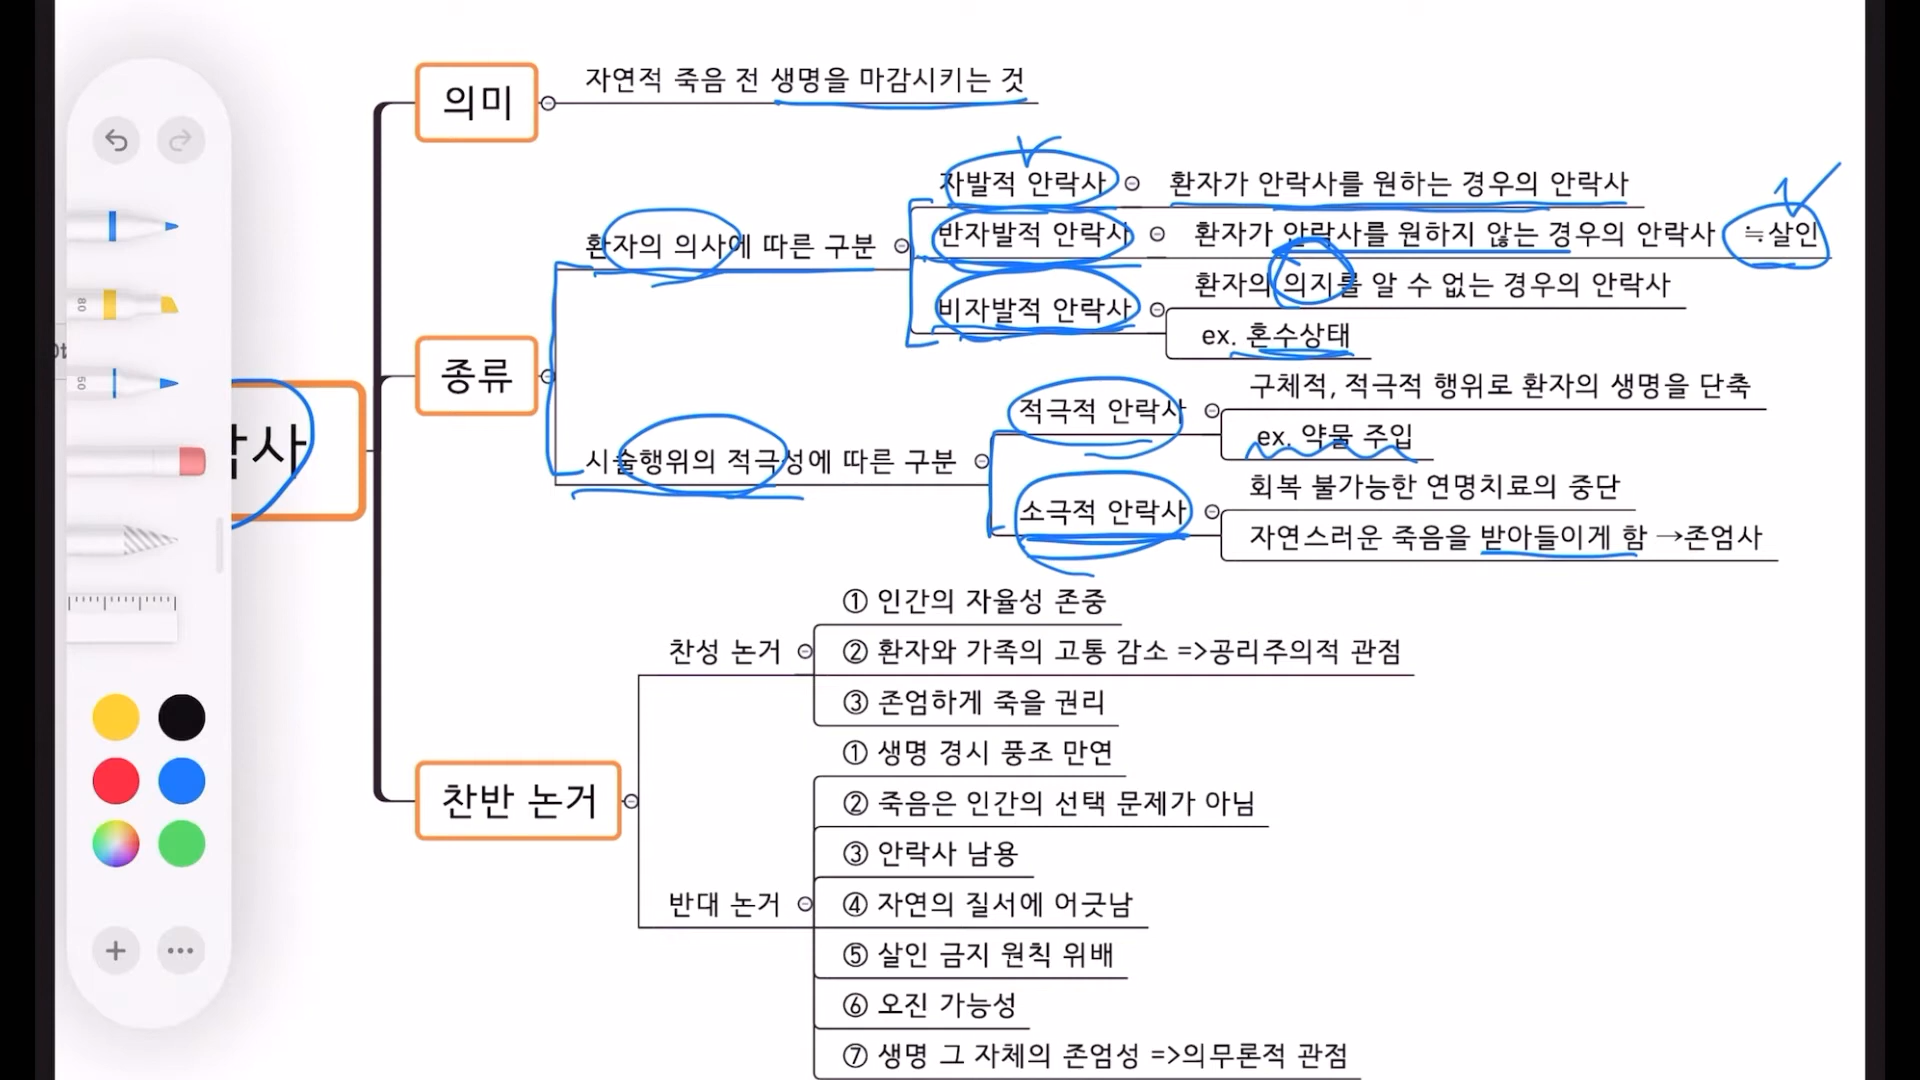 의미
자연적 죽음 전 생명을 마감시키는 것
종류
환자의 의사에 따른 구분
자발적 안락사
환자가 안락사를 원하는 경우의 안락사
반자발적 안락사
환자가 안락사를 원하지 않는 경우의 안락사 ≒살인
비자발적 안락사
환자의 의지를 알 수 없는 경우의 안락사
ex. 혼수상태
시술행위의 적극성에 따른 구분
적극적 안락사
구체적, 적극적 행위로 환자의 생명을 단축
ex. 약물 주입
소극적 안락사
회복 불가능한 연명치료의 중단
자연스러운 죽음을 받아들이게 함 →존엄사
찬반 논거
찬성 논거
① 인간의 자율성 존중
② 환자와 가족의 고통 감소 =>공리주의적 관점
③ 존엄하게 죽을 권리
반대 논거
① 생명 경시 풍조 만연
② 죽음은 인간의 선택 문제가 아님
③ 안락사 남용
④ 자연의 질서에 어긋남
⑤ 살인 금지 원칙 위배
⑥ 오진 가능성
⑦ 생명 그 자체의 존엄성 =>의무론적 관점
80
50